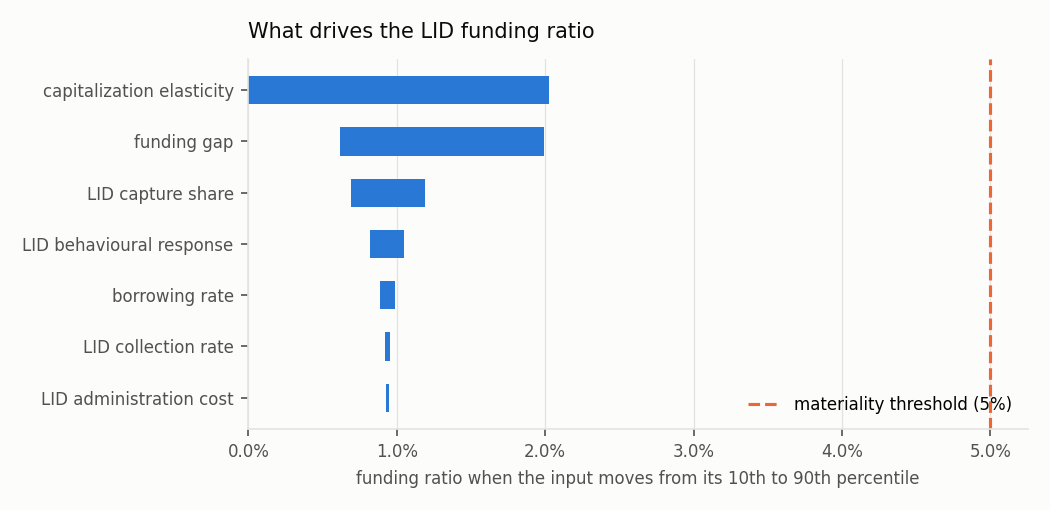 What drives the LID funding ratio
capitalization elasticity
funding gap
LID capture share
LID behavioural response
borrowing rate
LID collection rate
LID administration cost
materiality threshold (5%)
0.0%
1.0%
2.0%
3.0%
4.0%
5.0%
funding ratio when the input moves from its 10th to 90th percentile